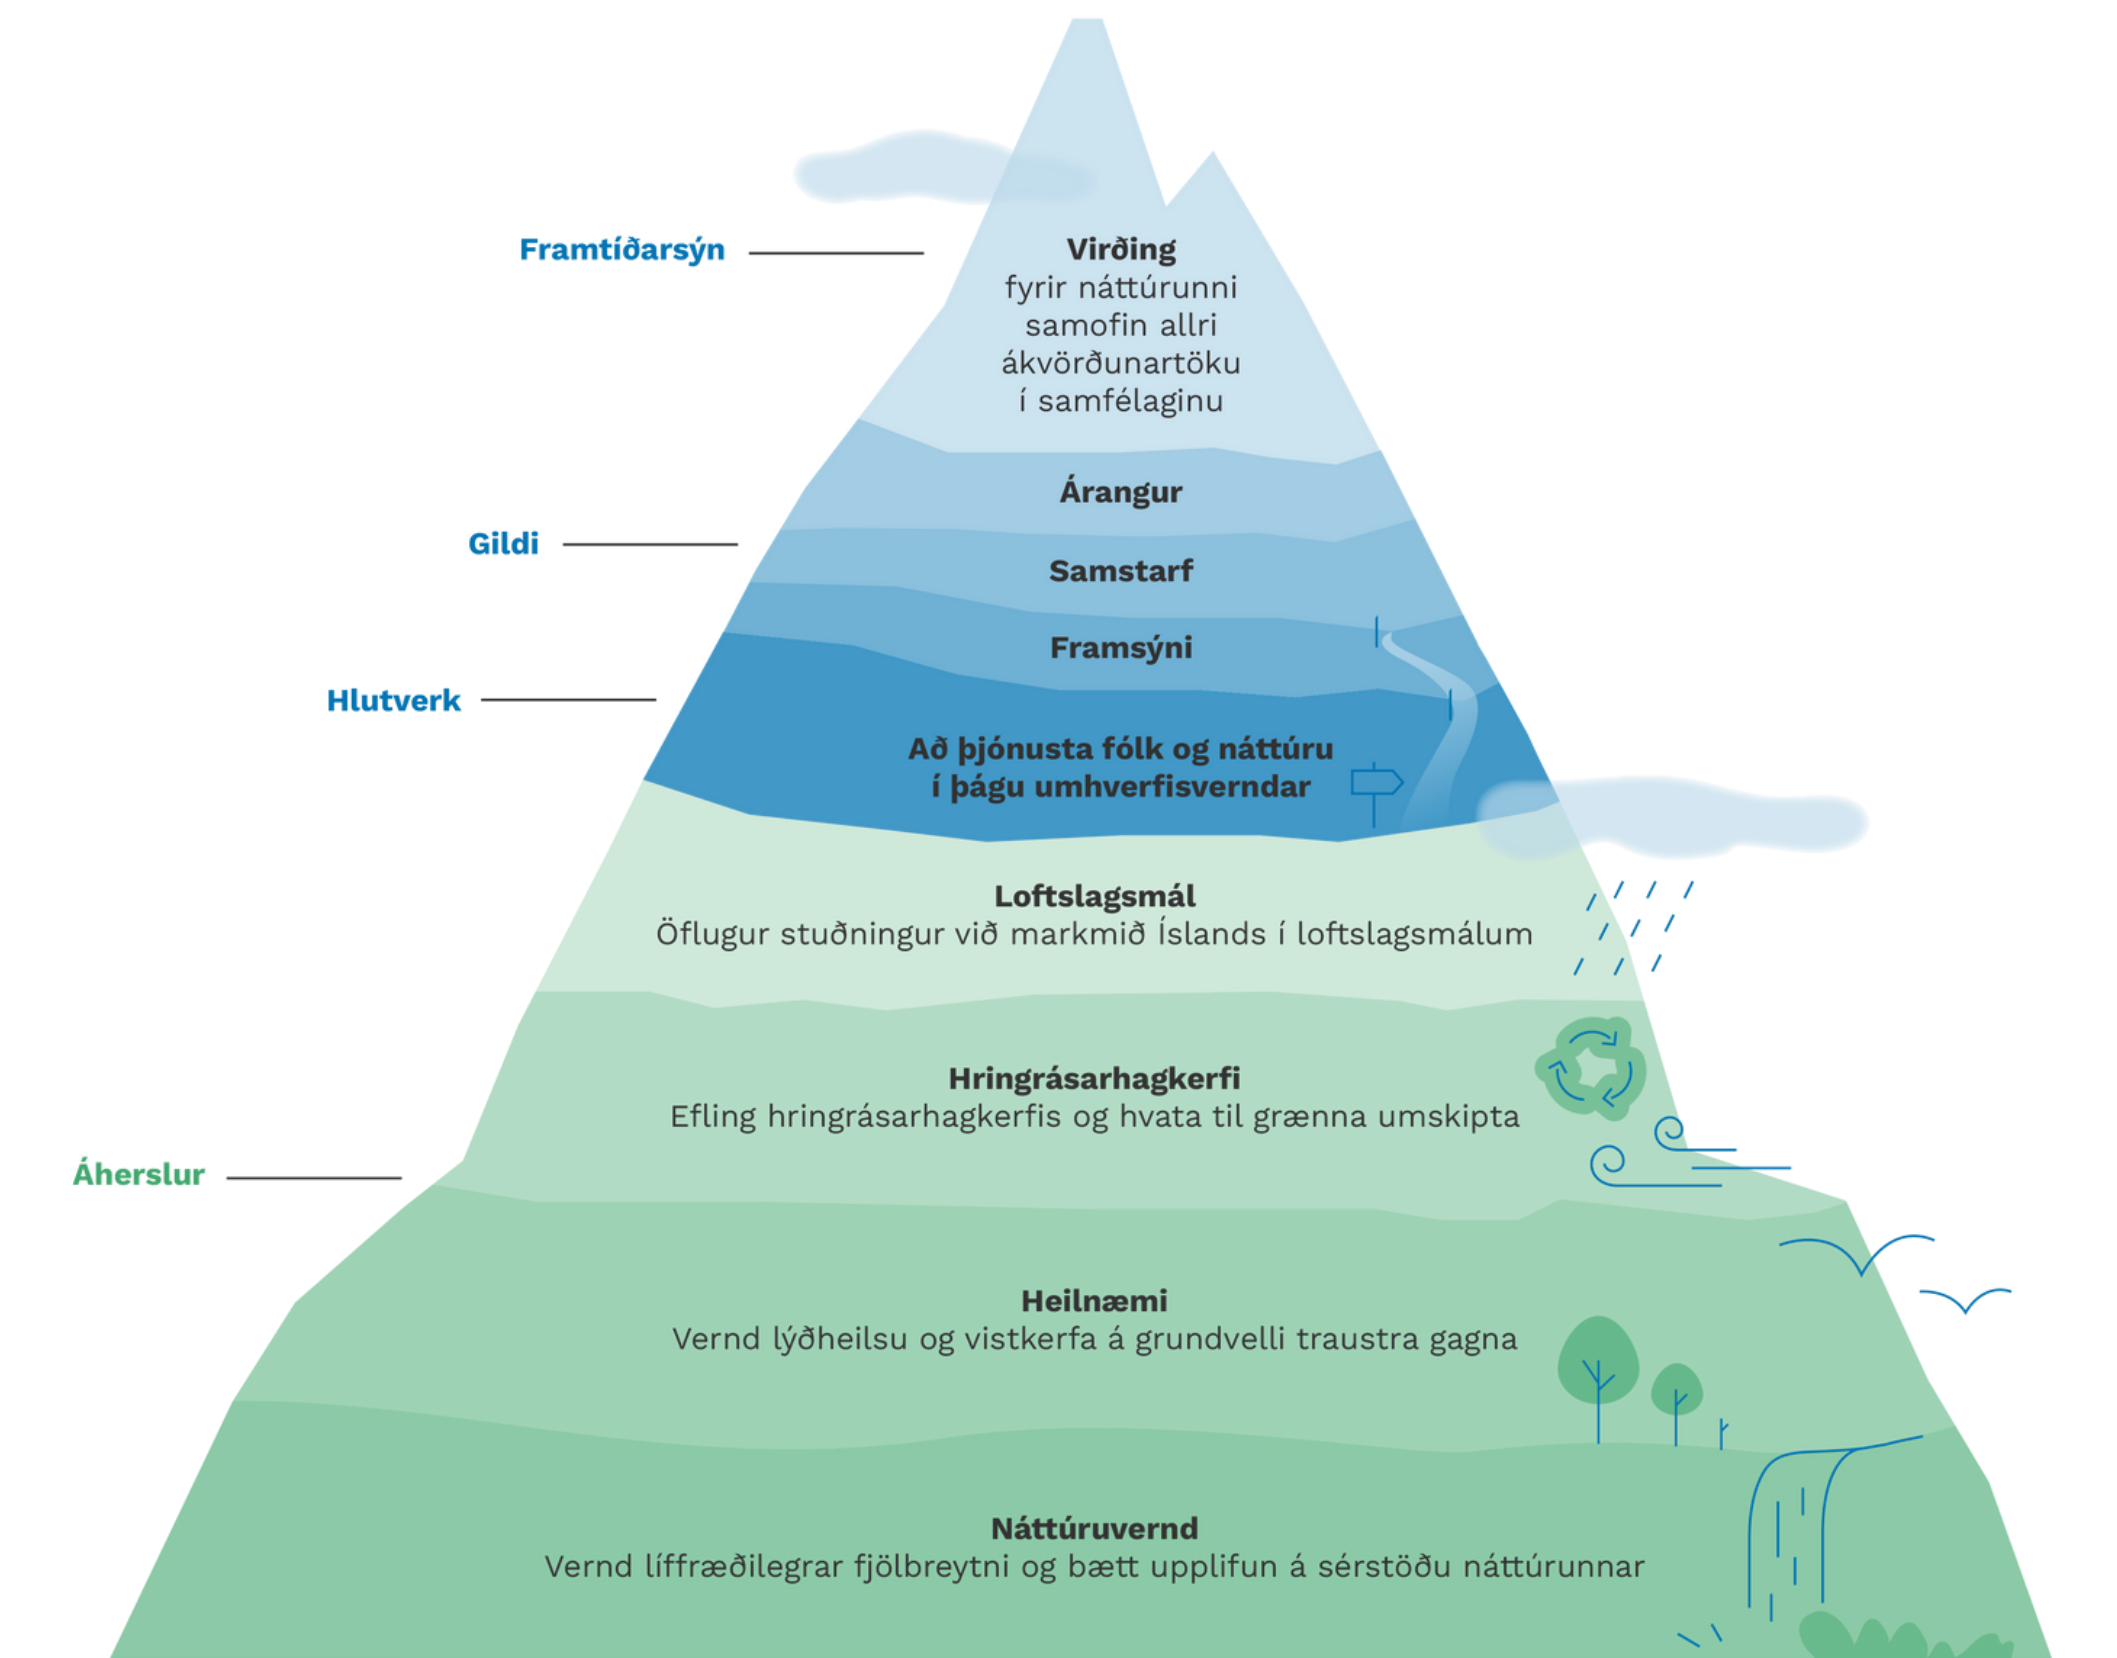 Framtíðarsýn
Virðing
fyrir náttúrunni
samofin allri
ákvörðunartöku
í samfélaginu
Gildi
Árangur
Samstarf
Framsýni
Hlutverk
Að þjónusta fólk og náttúru
í þágu umhverfisverndar
Áherslur
Loftslagsmál
Öflugur stuðningur við markmið Íslands í loftslagsmálum
Hringrásarhagkerfi
Efling hringrásarhagkerfis og hvata til grænna umskipta
Heilnæmi
Vernd lýðheilsu og vistkerfa á grundvelli traustra gagna
Náttúruvernd
Vernd líffræðilegrar fjölbreytni og bætt upplifun á sérstöðu náttúrunnar